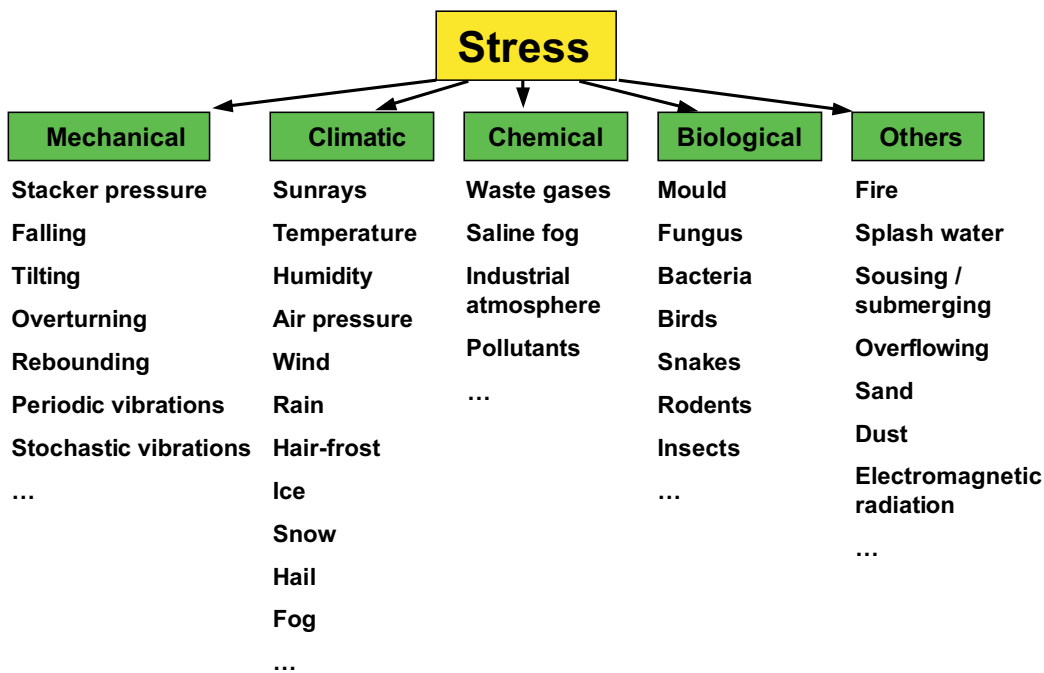 Stress
Mechanical
Stacker pressure
Falling
Tilting
Overturning
Rebounding
Periodic vibrations
Stochastic vibrations
…
Climatic
Sunrays
Temperature
Humidity
Air pressure
Wind
Rain
Hair-frost
Ice
Snow
Hail
Fog
…
Chemical
Waste gases
Saline fog
Industrial
atmosphere
Pollutants
…
Biological
Mould
Fungus
Bacteria
Birds
Snakes
Rodents
Insects
…
Others
Fire
Splash water
Sousing /
submerging
Overflowing
Sand
Dust
Electromagnetic
radiation
…